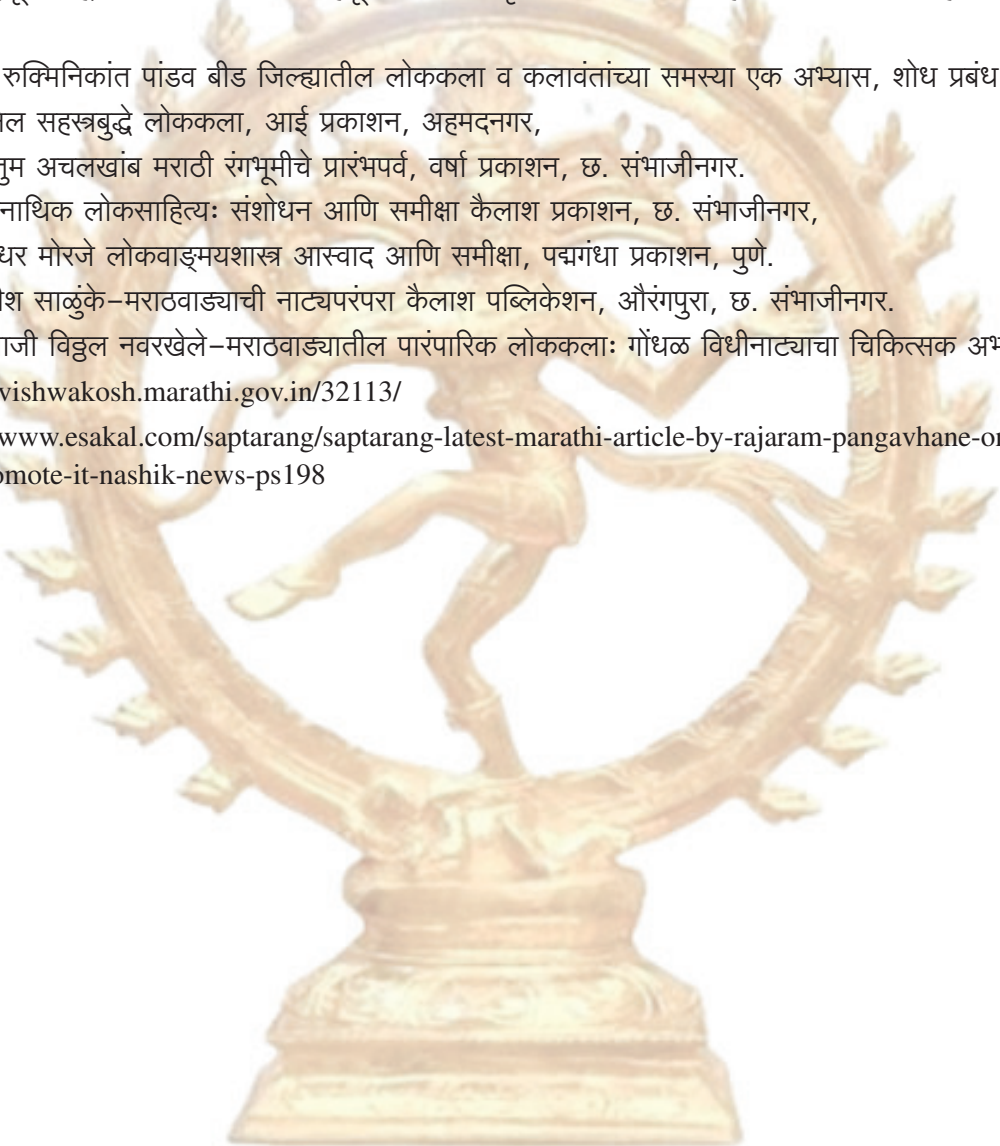 रुक्मिनिकांत पांडव बीड जिल्ह्यातील लोककला व कलावंतांच्या समस्या एक अभ्यास, शोध प्रबंध
सहस्त्रबुद्धे लोककला, आई प्रकाशन, अहमदनगर,
अचलखांब मराठी रंगभूमीचे प्रारंभपर्व, वर्षा प्रकाशन, छ. संभाजीनगर.
लोकसाहित्यः संशोधन आणि समीक्षा कैलाश प्रकाशन, छ. संभाजीनगर,
मोरजे लोकवाङ्मयशास्त्र आस्वाद आणि समीक्षा, पद्मगंधा प्रकाशन, पुणे.
साळुंके–मराठवाड्याची नाट्यपरंपरा कैलाश पब्लिकेशन, औरंगपुरा, छ. संभाजीनगर.
विठ्ठल नवरखेले–मराठवाड्यातील पारंपारिक लोककलाः गोंधळ विधीनाट्याचा चिकित्सक
vishwakosh.marathi.gov.in/32113/
www.esakal.com/saptarang/saptarang-latest-marathi-article-by-rajaram-pangavhane-on
omote-it-nashik-news-ps198